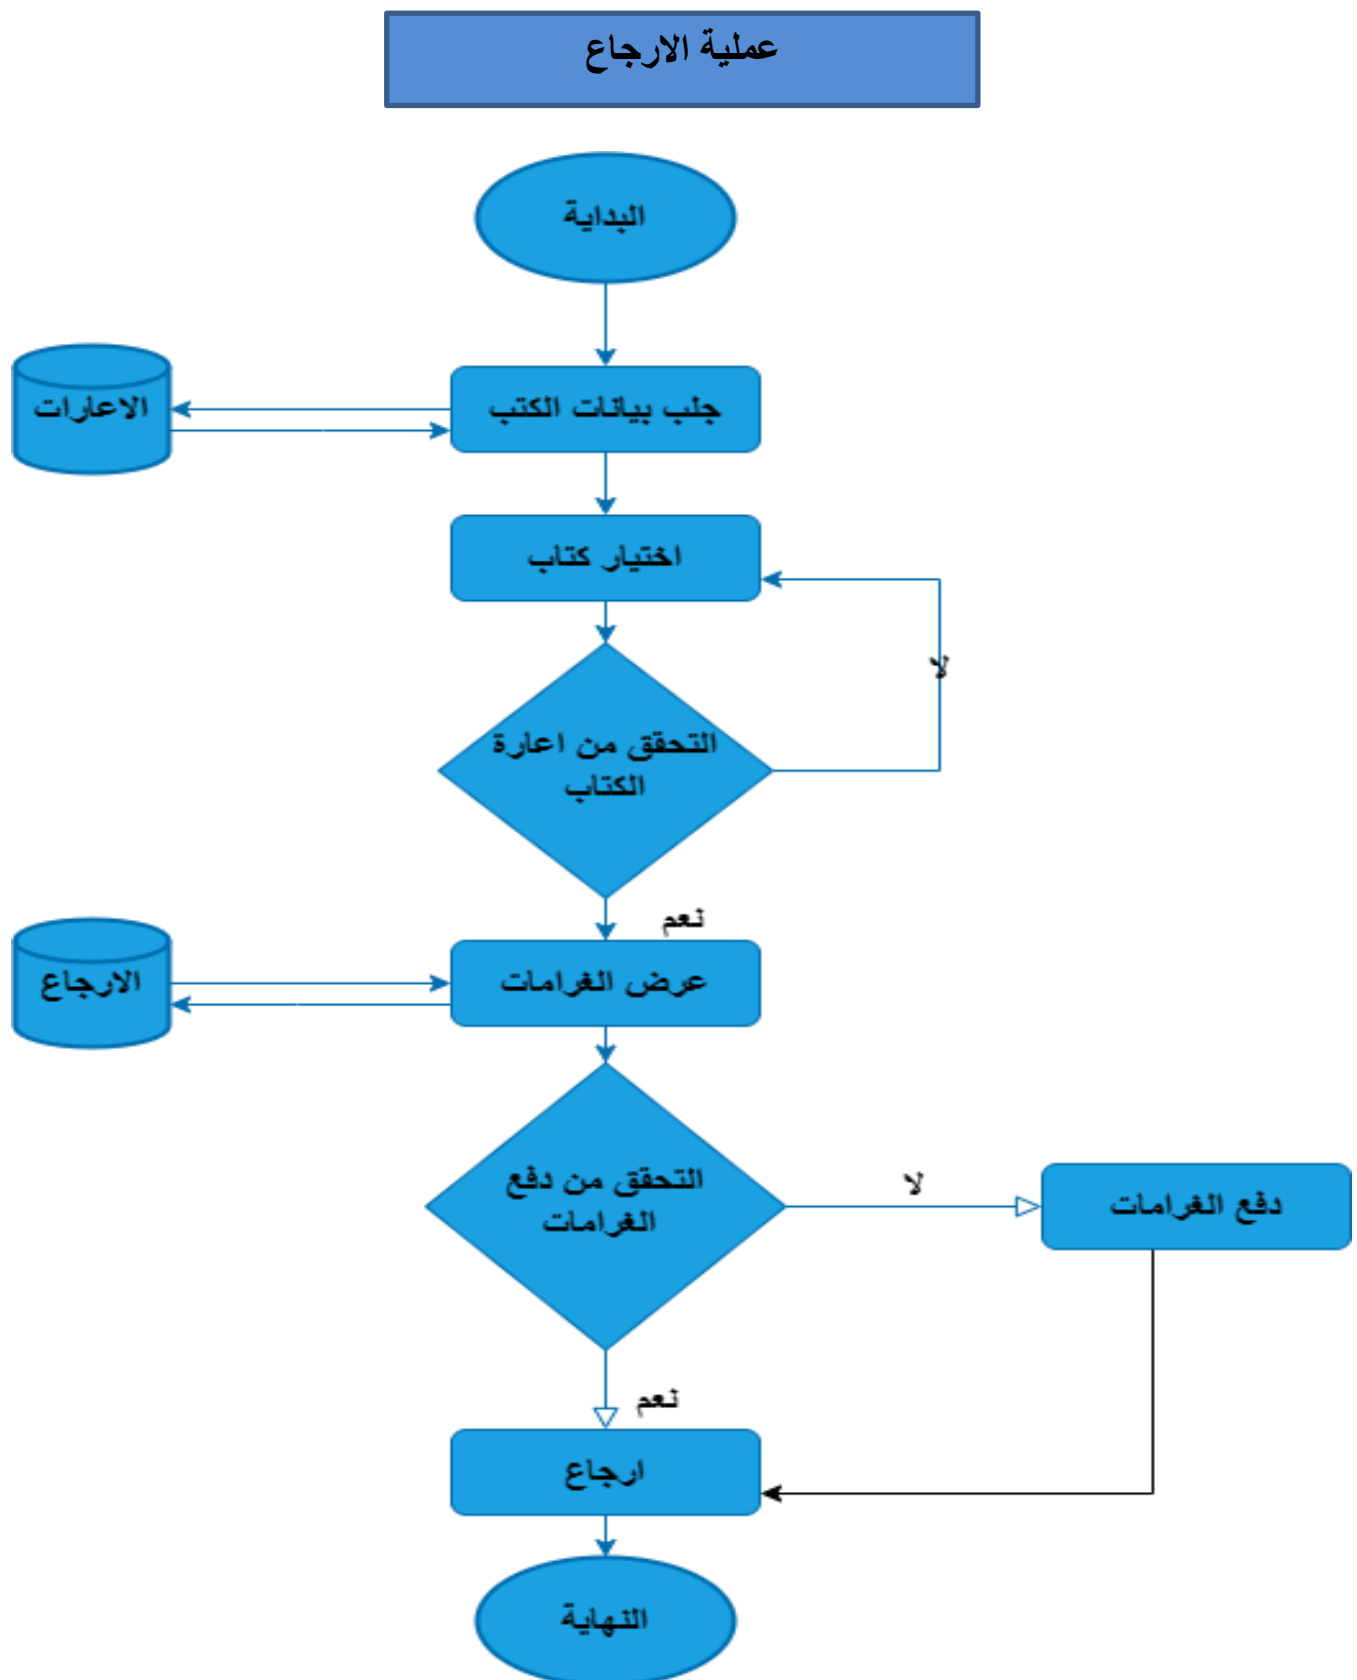 عملية الارجاع
البداية
جلب بيانات الكتب
الاعارات
اختيار كتاب
لا
التحقق من اعارة
الكتاب
نعم
عرض الغرامات
الارجاع
التحقق من دفع
الغرامات
لا
دفع الغرامات
نعم
ارجاع
النهاية